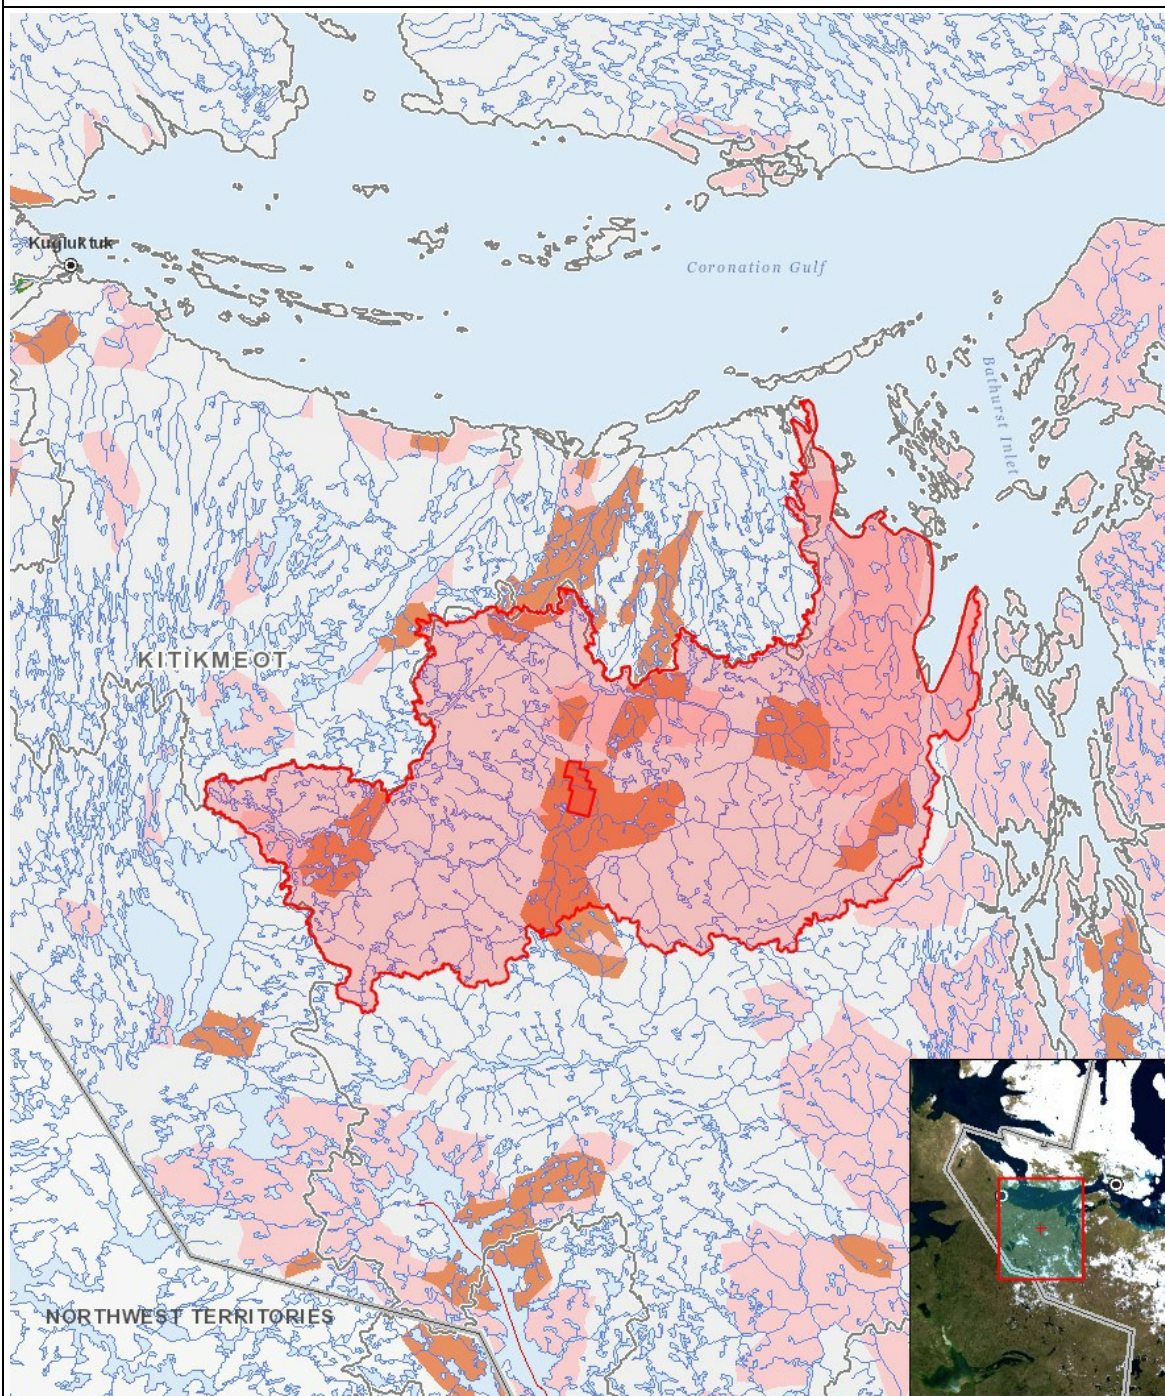 Kugluktuk
Coronation Gulf
Bathurst Inlet
KITIKMEOT
NORTHWEST TERRITORIES